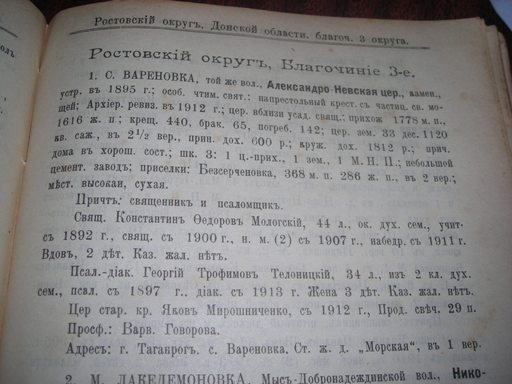 Ростовскій округъ, Донской области. благоч. 3 округа.
Ростовскій округъ, Благочиніе 3-е.
1. С. ВАРЕНОВКА, той же вол., Александро-Невская цер., камен.,
устр. въ 1895 г.; особ. чтим. свят.: напрестольный крест. съ частиц. св. мо-
щей; Архіер. ревиз. въ 1912 г.; цер. вблизи усад. свящ.; прихож 1778 м. п.,
1616 ж. п.; крещ. 440, брак. 65, погреб. 142; цер. зем. 33 дес. 1120
кв. саж., въ 2 1/2 вер., прин. дох. 600 р.; круж. дох. 1812 р.; прич.
дома въ хорош. сост.; шк. 3: 1 ц.-прих., 1 зем., 1 М. Н. П.; небольшой
цемент. заводъ; приселки: Безсерченовка, 368 м. п. 286 ж. п., въ 2 вер.;
мѣст. высокая, сухая.
Причтъ: священникъ и псаломщикъ.
Свящ. Константинъ Ѳедоровъ Мологскій, 44 л., ок. дух. сем., учит-
съ 1892 г., свящ. съ 1900 г., н. м. (2) съ 1907 г., набедр. съ 1911 г.
Вдовъ, 2 дѣт. Каз. жал. нѣтъ.
Псал.-діак. Георгій Трофимовъ Телоницкій, 34 л., изъ 2 кл. дух.
сем., псал. съ 1897 г., діак. съ 1913 г. Жена 3 дѣт. Каз. жал. нѣтъ.
Цер стар. кр. Яковъ Мирошниченко, съ 1912 г., Прод. свѣч. 29 п.
Просф.: Варв. Говорова.
Адресъ: г. Таганрогъ. с. Вареновка. Ст. ж. д. „Морская", въ 1 вер.
2. М. ЛАКЕДЕМОНОВКА, Мысъ-Добронадеждинской вол., Нико-